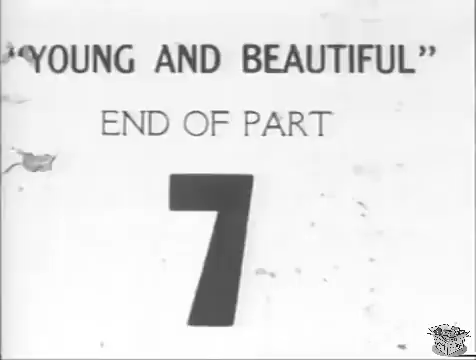 “YOUNG AND BEAUTIFUL”
END OF PART
7